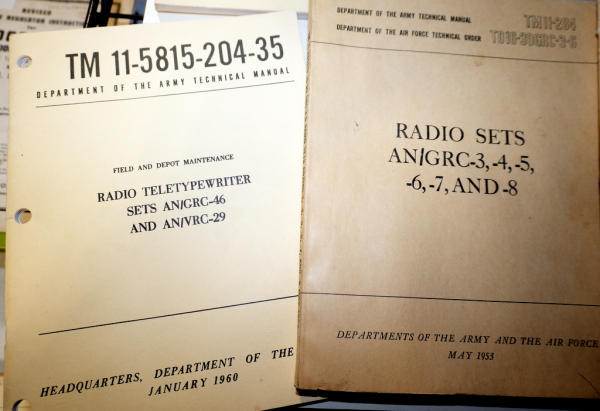 TM 11-5815-204-35
DEPARTMENT OF THE ARMY TECHNICAL MANUAL
FIELD AND DEPOT MAINTENANCE
RADIO TELETYPEWRITER
SETS AN/GRC-46
AND AN/VRC-29
HEADQUARTERS, DEPARTMENT OF THE
JANUARY 1960
DEPARTMENT OF THE ARMY TECHNICAL MANUAL
TM 11-284
DEPARTMENT OF THE AIR FORCE TECHNICAL ORDER
RADIO SETS
AN/GRC-3, -4, -5,
-6, -7, AND -8
DEPARTMENTS OF THE ARMY AND THE AIR FORCE
MAY 1953